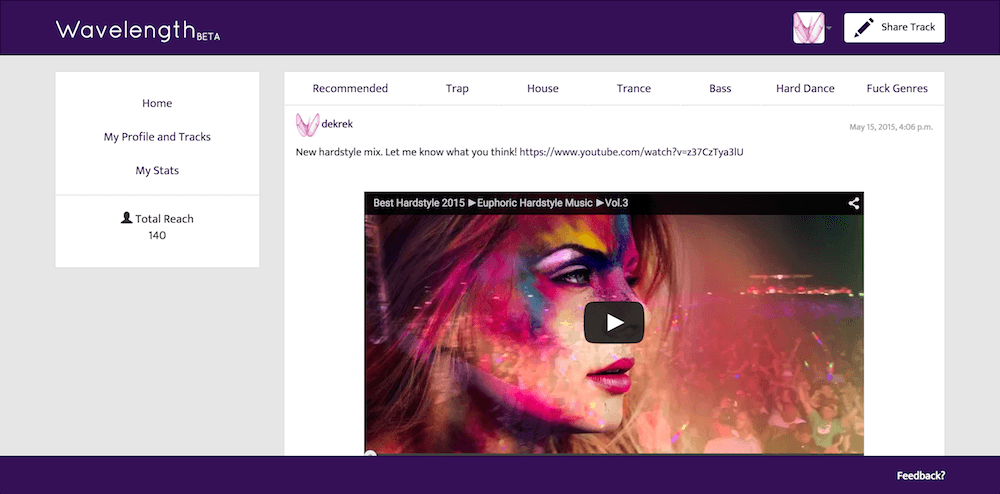 WavelengthBETA
Share Track
Home
My Profile and Tracks
My Stats
Total Reach
140
Recommended Trap House Trance Bass Hard Dance Fuck Genres
dekrek
May 15, 2015, 4:06 p.m.
New hardstyle mix. Let me know what you think! https://www.youtube.com/watch?v=z37CzTya3lU
Best Hardstyle 2015 ►Euphoric Hardstyle Music ►Vol.3
Feedback?